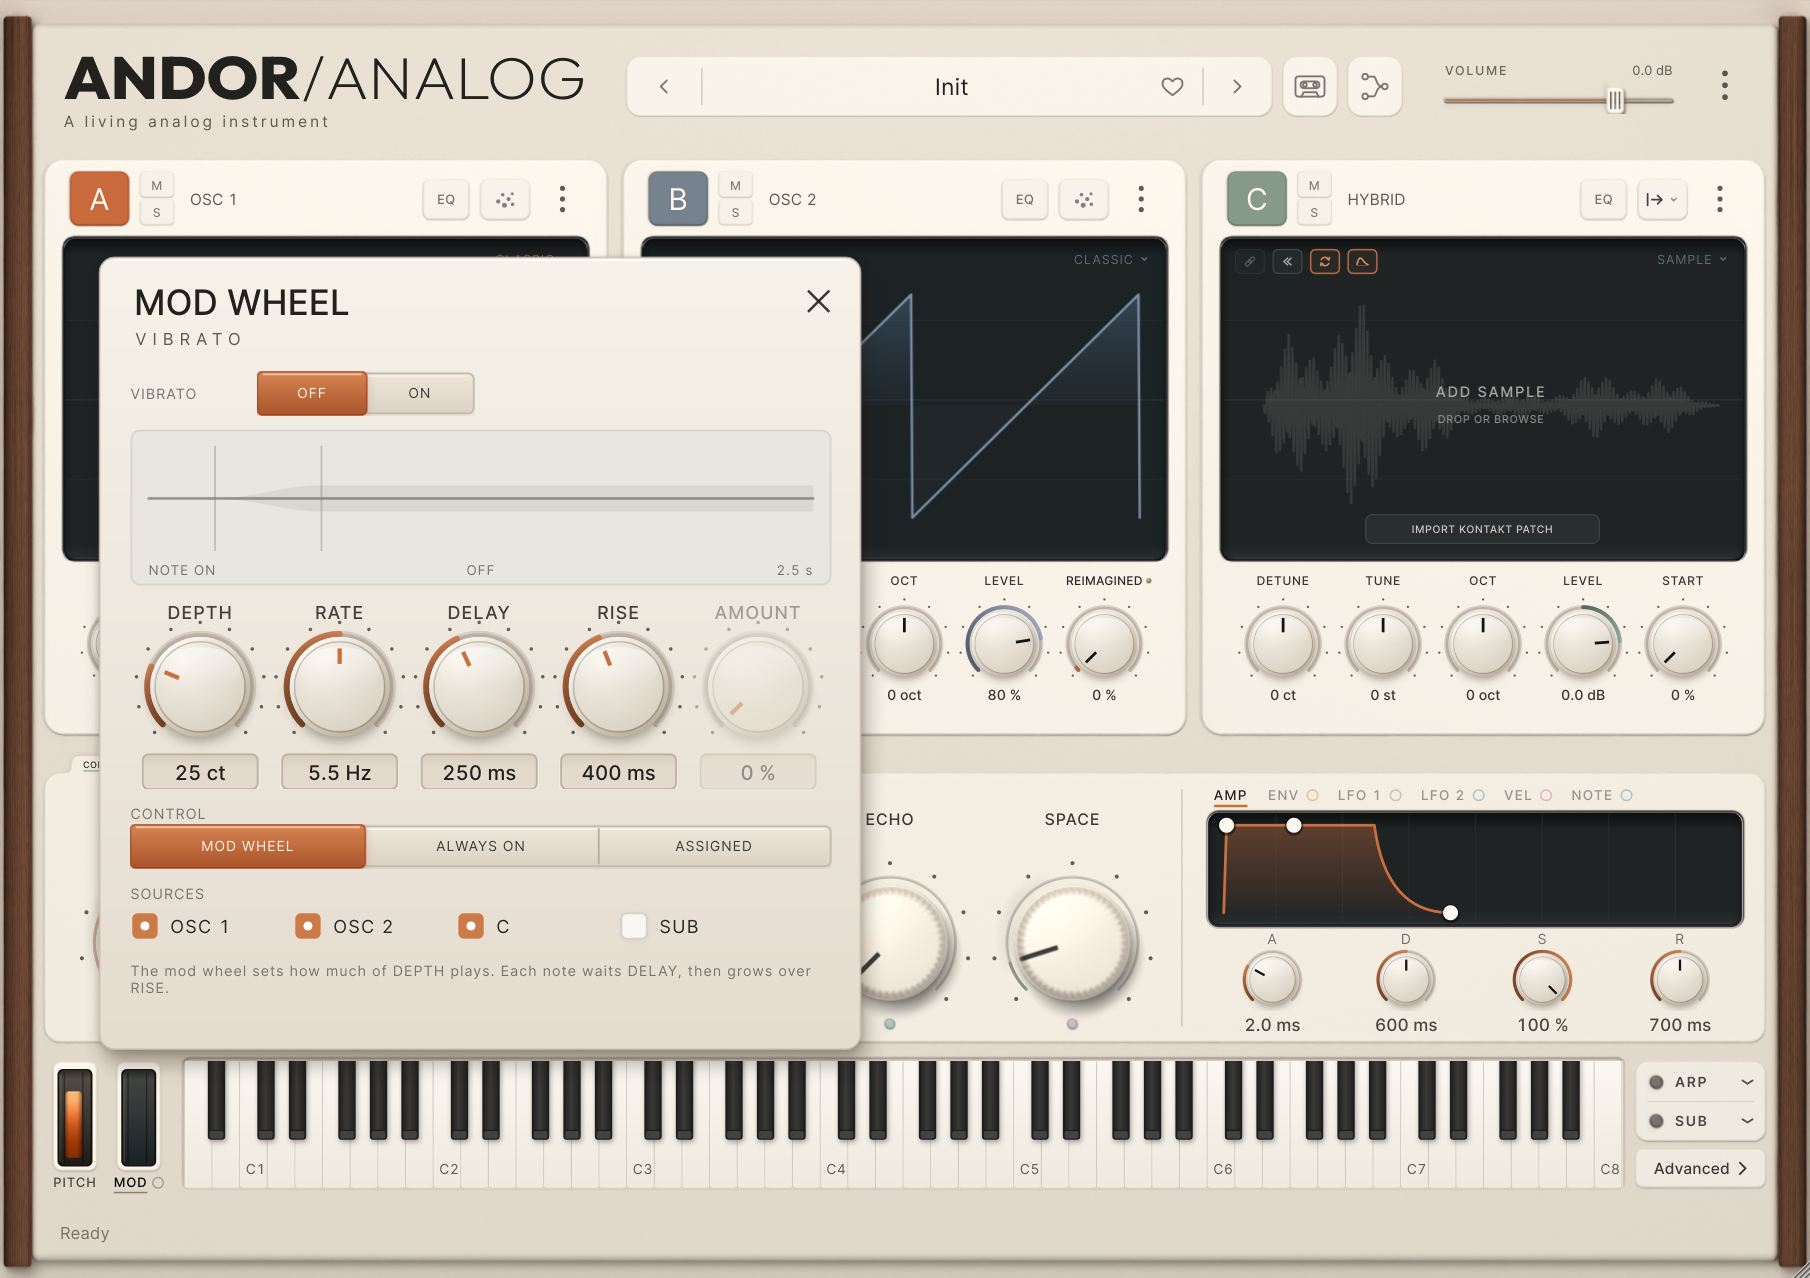 ANDOR/ANALOG
A living analog instrument
Init
VOLUME 0.0 dB
A M S OSC 1 EQ
B M S OSC 2 EQ
C M S HYBRID EQ
CLASSIC
SAMPLE
ADD SAMPLE
DROP OR BROWSE
IMPORT KONTAKT PATCH
MOD WHEEL
VIBRATO
VIBRATO OFF ON
NOTE ON OFF 2.5 s
DEPTH RATE DELAY RISE AMOUNT
25 ct 5.5 Hz 250 ms 400 ms 0 %
CONTROL
MOD WHEEL ALWAYS ON ASSIGNED
SOURCES
OSC 1 OSC 2 C SUB
The mod wheel sets how much of DEPTH plays. Each note waits DELAY, then grows over
RISE.
OCT LEVEL REIMAGINED
0 oct 80 % 0 %
DETUNE TUNE OCT LEVEL START
0 ct 0 st 0 oct 0.0 dB 0 %
ECHO SPACE
AMP ENV LFO 1 LFO 2 VEL NOTE
A D S R
2.0 ms 600 ms 100 % 700 ms
PITCH MOD
C1 C2 C3 C4 C5 C6 C7 C8
ARP
SUB
Advanced
Ready